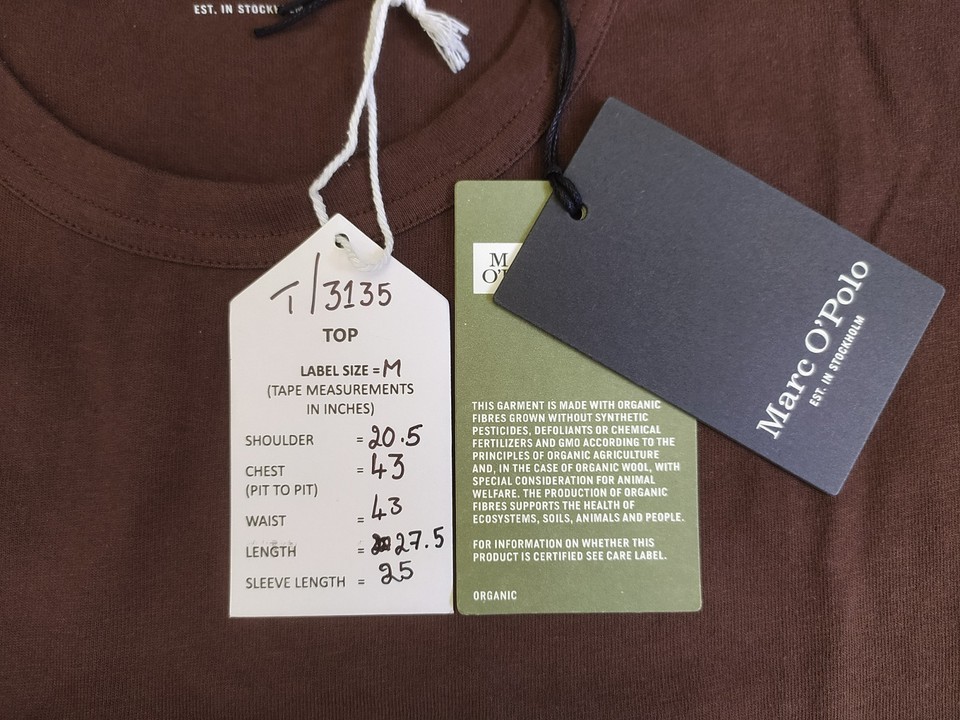 EST. IN STOCKHOLM
T/3135
TOP
LABEL SIZE = M
(TAPE MEASUREMENTS
IN INCHES)
SHOULDER = 20.5
CHEST = 43
(PIT TO PIT)
WAIST = 43
LENGTH = 27.5
SLEEVE LENGTH = 25
M
O'P
THIS GARMENT IS MADE WITH ORGANIC
FIBRES GROWN WITHOUT SYNTHETIC
PESTICIDES, DEFOLIANTS OR CHEMICAL
FERTILIZERS AND GMO ACCORDING TO THE
PRINCIPLES OF ORGANIC AGRICULTURE
AND, IN THE CASE OF ORGANIC WOOL, WITH
SPECIAL CONSIDERATION FOR ANIMAL
WELFARE. THE PRODUCTION OF ORGANIC
FIBRES SUPPORTS THE HEALTH OF
ECOSYSTEMS, SOILS, ANIMALS AND PEOPLE.
FOR INFORMATION ON WHETHER THIS
PRODUCT IS CERTIFIED SEE CARE LABEL.
ORGANIC
Marc O'Polo
EST. IN STOCKHOLM